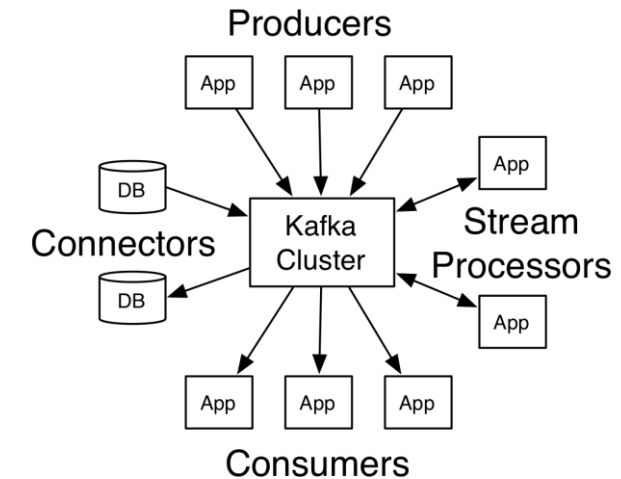 Producers
App
App
App
DB
App
Kafka
Cluster
Connectors
Stream
Processors
DB
App
App
App
App
Consumers